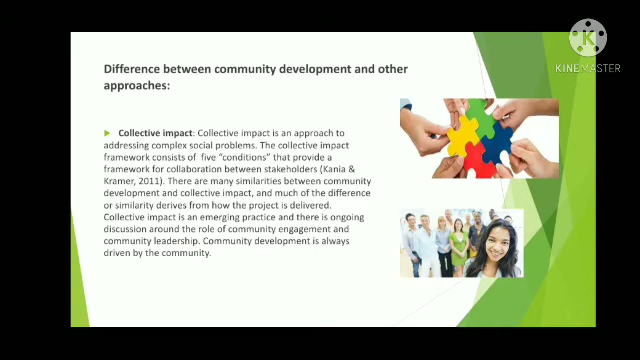 Difference between community development and other
approaches:
Collective impact: Collective impact is an approach to
addressing complex social problems. The collective impact
framework consists of five “conditions” that provide a
framework for collaboration between stakeholders (Kania &
Kramer, 2011). There are many similarities between community
development and collective impact, and much of the difference
or similarity derives from how the project is delivered.
Collective impact is an emerging practice and there is ongoing
discussion around the role of community engagement and
community leadership. Community development is always
driven by the community.
K
KINEMASTER